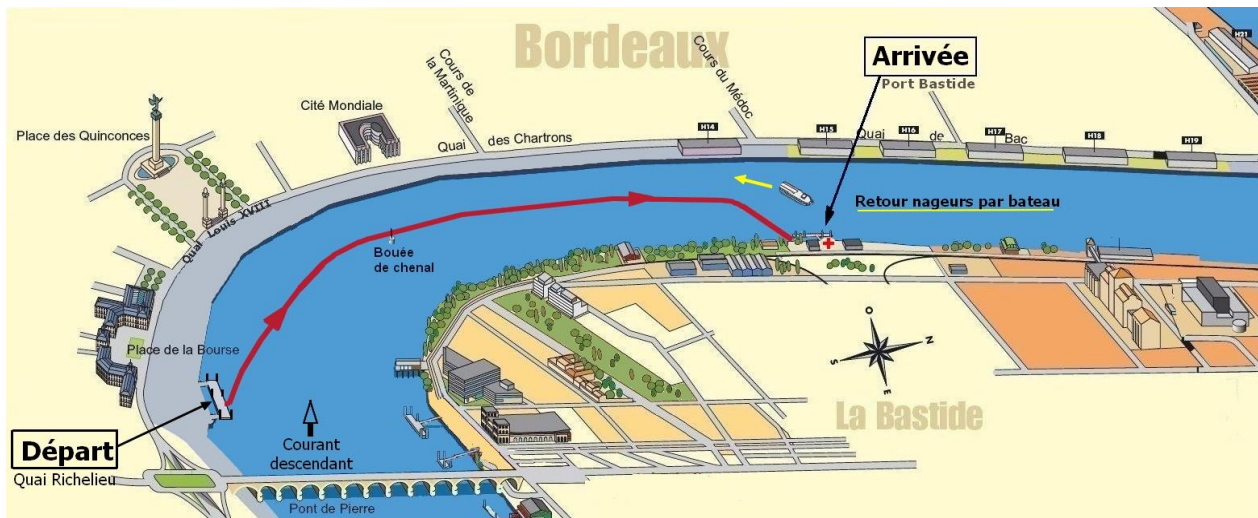 Bordeaux
Arrivée
Port Bastide
H21
Cours de
la Martinique
Cours du Médoc
Cité Mondiale
Place des Quinconces
Quai des Chartrons
H14
H15
Quai
H16
de
H17
Bac
H18
H19
Quai Louis XVIII
Retour nageurs par bateau
Bouée
de chenal
Place de la Bourse
O
N
S
E
La Bastide
Départ
Quai Richelieu
Courant
descendant
Pont de Pierre